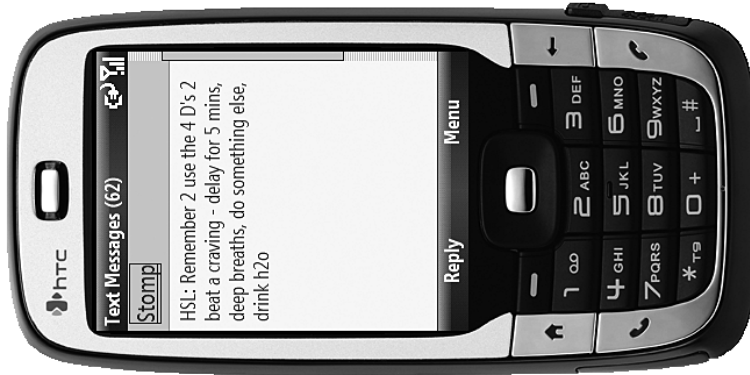 hTC
Text Messages (62)
Stomp
HSL: Remember 2 use the 4 D's 2
beat a craving - delay for 5 mins,
deep breaths, do something else,
drink h2o
Reply Menu
1 2 ABC 3 DEF
4 GHI 5 JKL 6 MNO
7 PQRS 8 TUV 9 WXYZ
* T9 0 + #